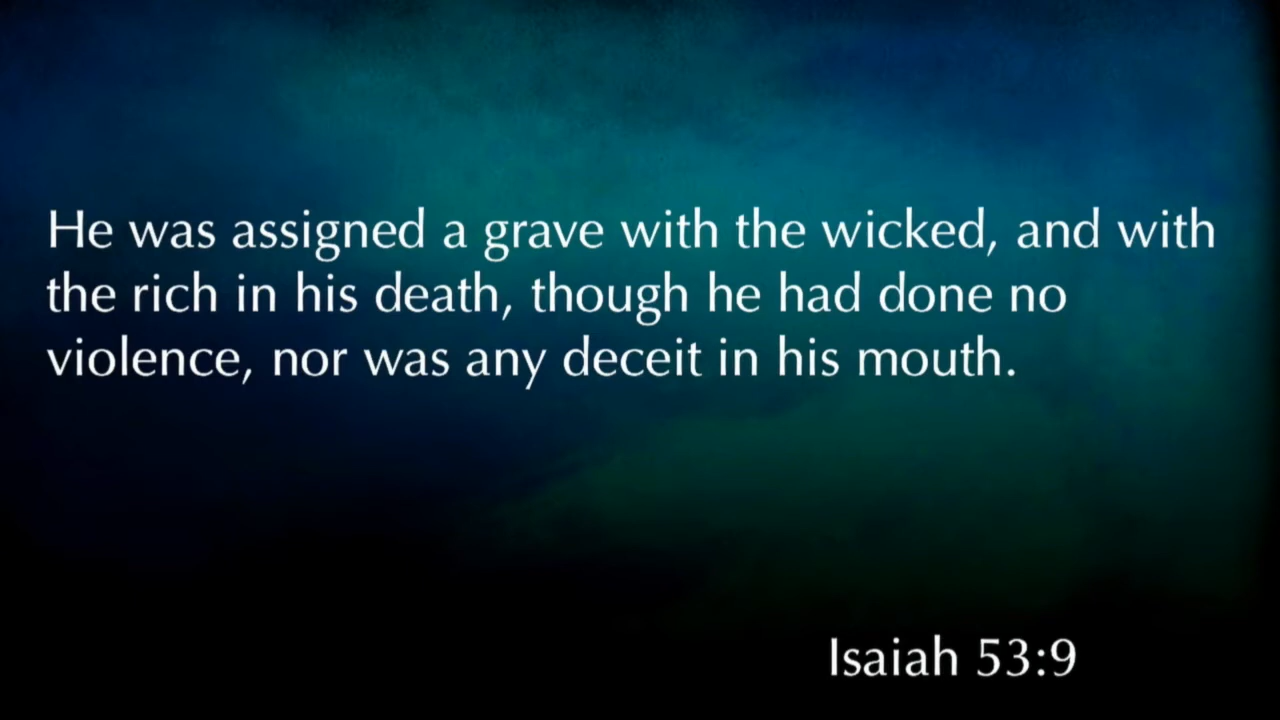 He was assigned a grave with the wicked, and with
the rich in his death, though he had done no
violence, nor was any deceit in his mouth.
Isaiah 53:9